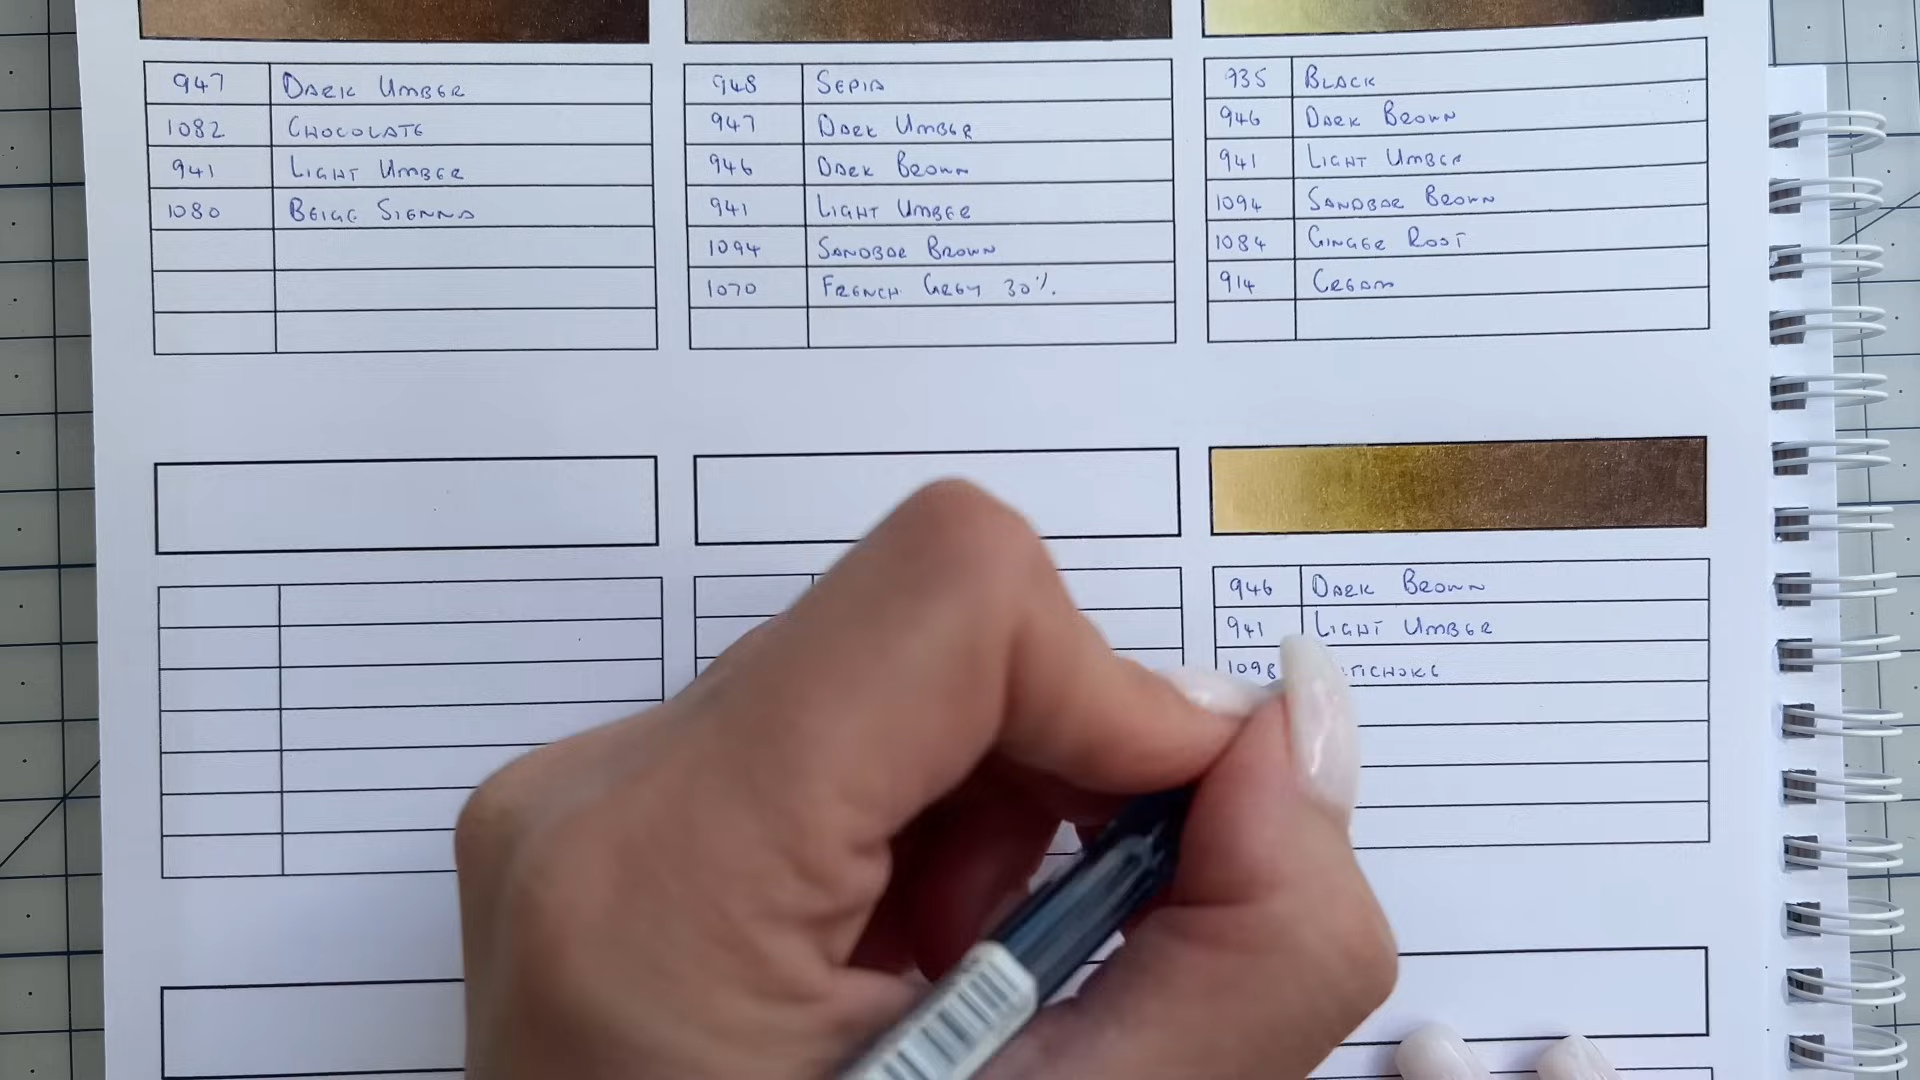 947 DARK UMBER
1082 CHOCOLATE
941 LIGHT UMBER
1080 BEIGE SIENNA
948 SEPIA
947 DARK UMBER
946 DARK BROWN
941 LIGHT UMBER
1094 SANDBAR BROWN
1070 FRENCH GREY 30%.
935 BLACK
946 DARK BROWN
941 LIGHT UMBER
1094 SANDBAR BROWN
1084 GINGER ROOT
914 CREAM
946 DARK BROWN
941 LIGHT UMBER
1098 TICHOKE